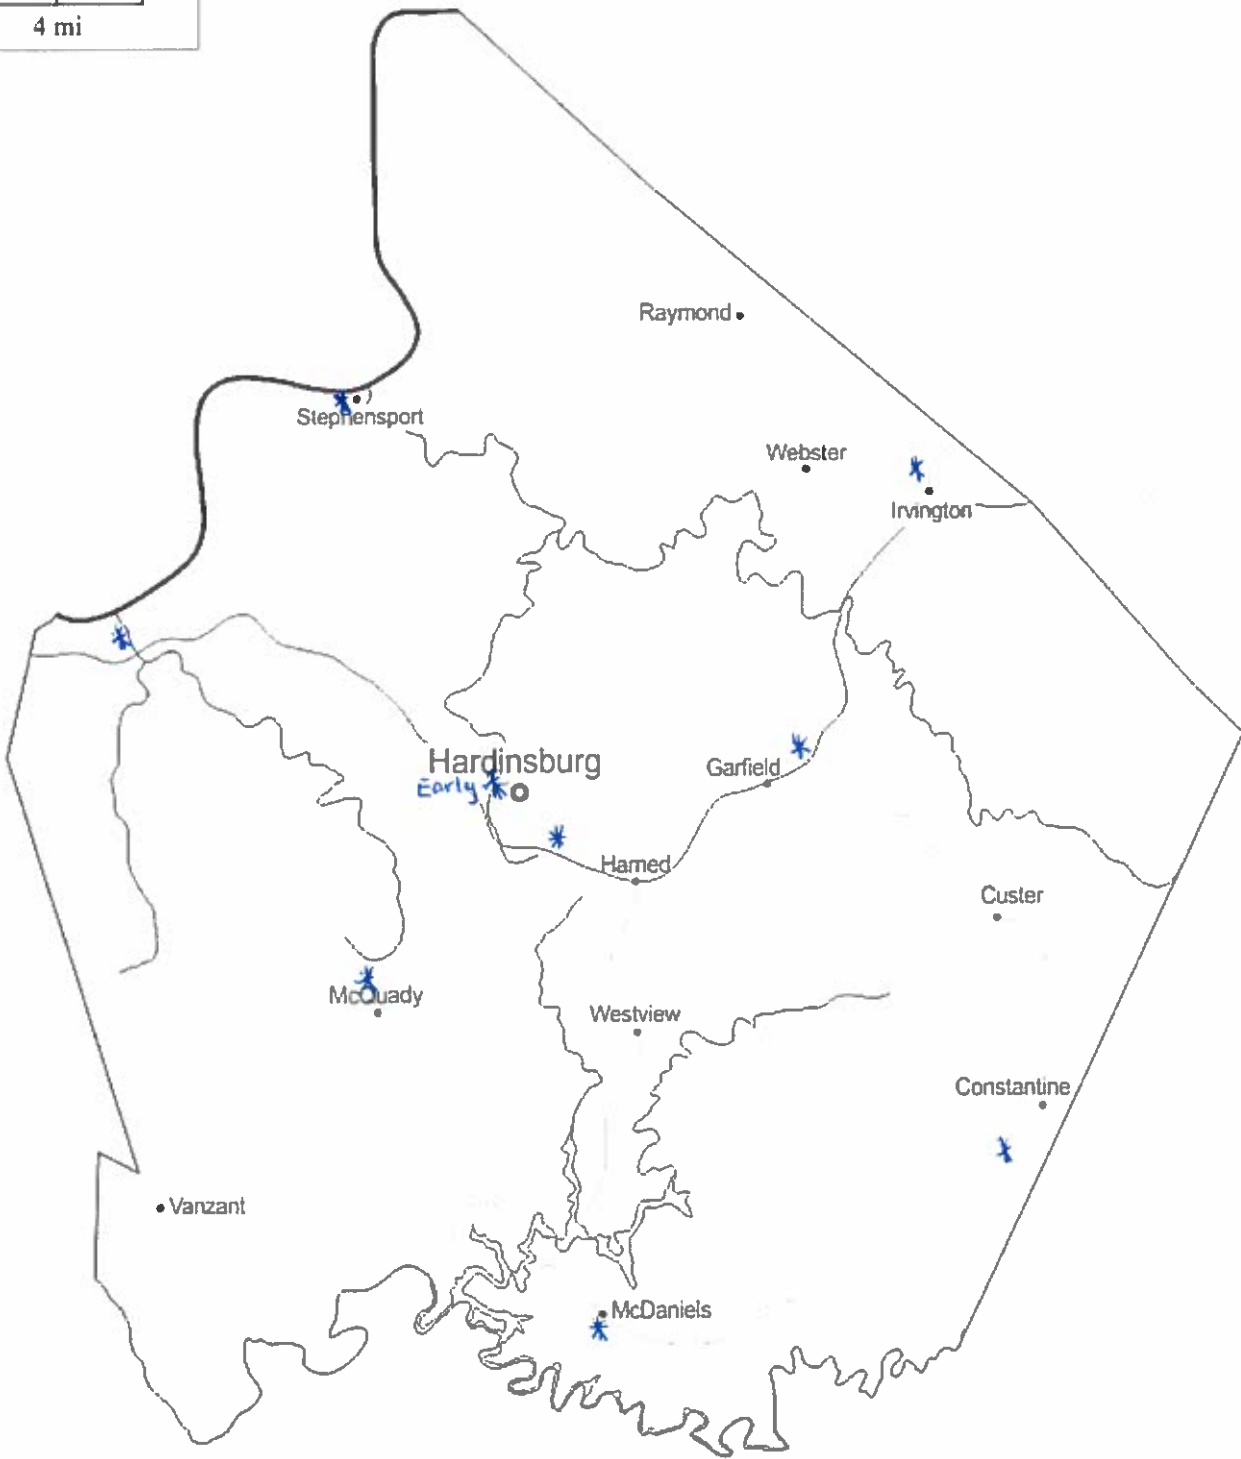 4 mi
Raymond
Stephensport
Webster
Irvington
Hardinsburg
Early
Garfield
Harned
Custer
McQuady
Westview
Constantine
Vanzant
McDaniels